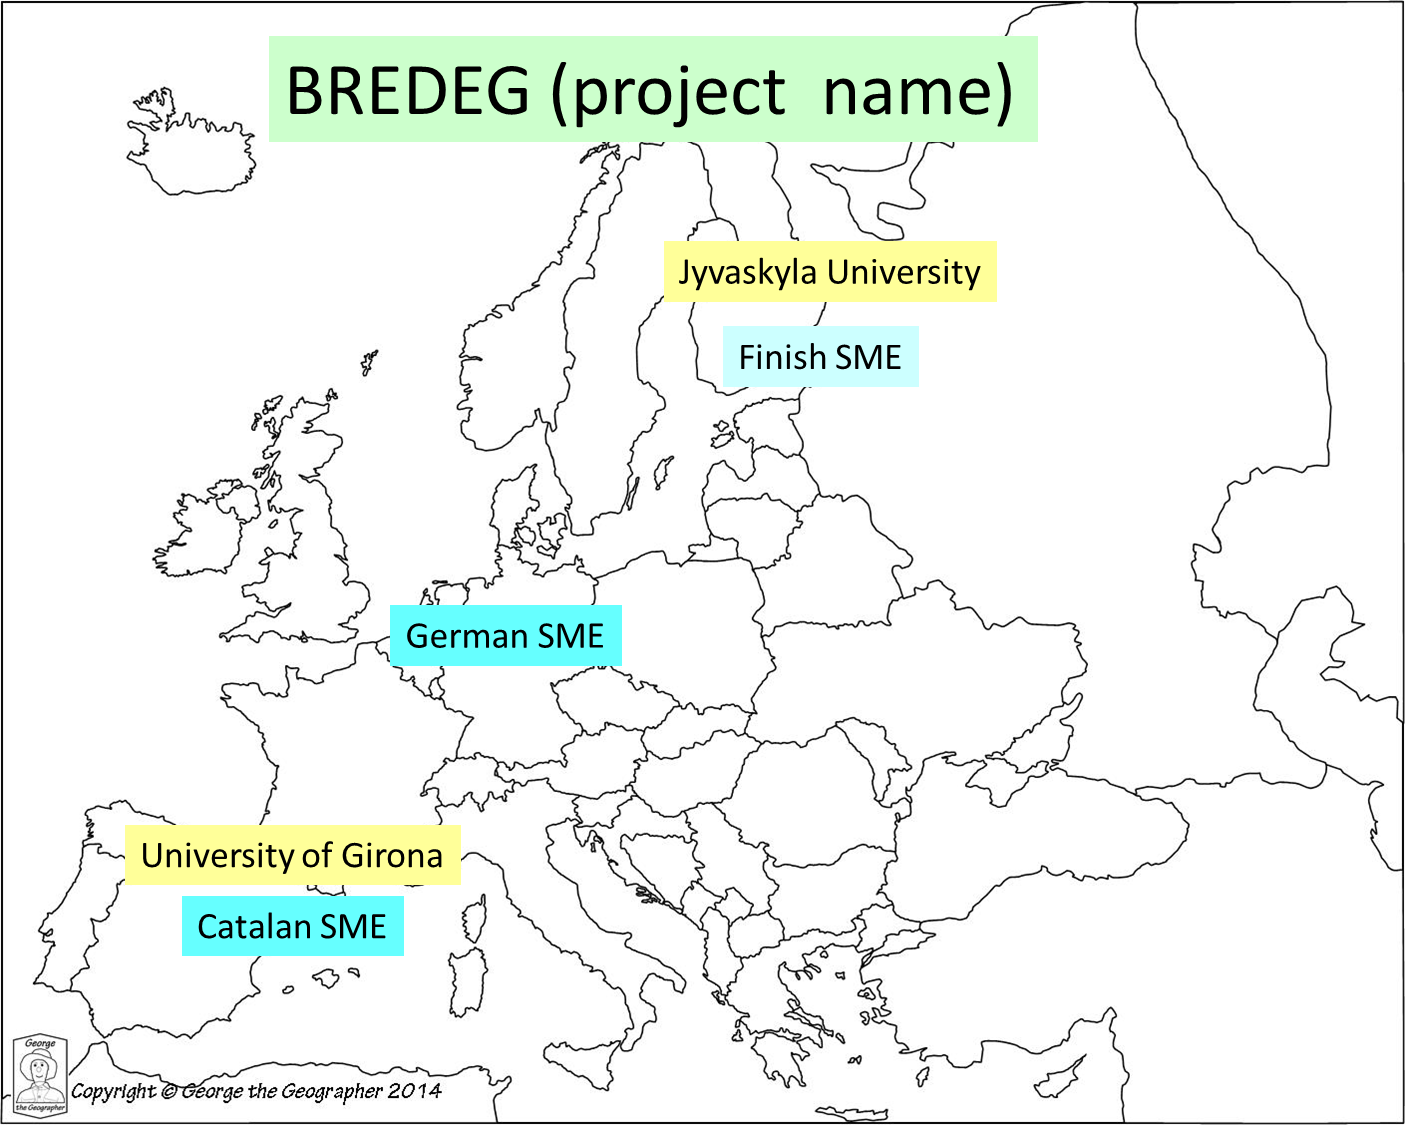 BREDEG (project name)
Jyvaskyla University
Finish SME
German SME
University of Girona
Catalan SME
George
the Geographer
Copyright © George the Geographer 2014